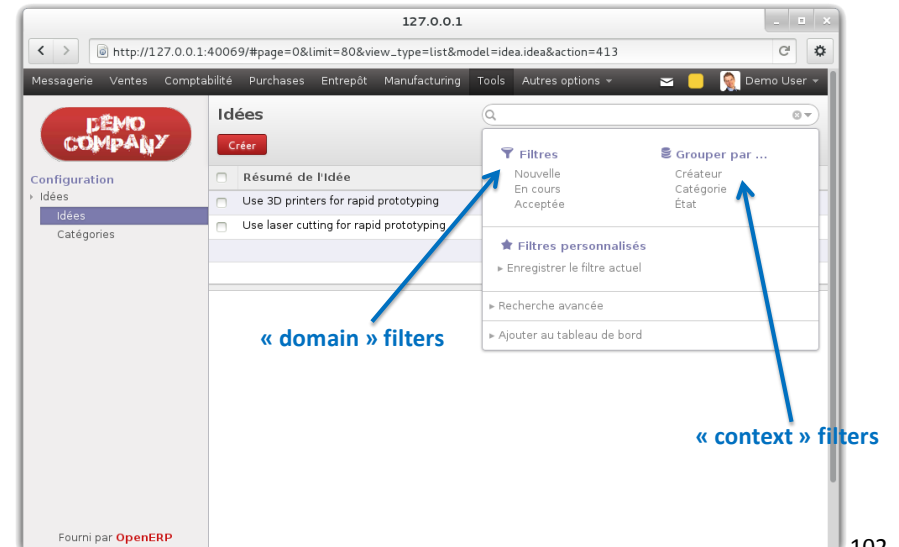 127.0.0.1
http://127.0.0.1:40069/#page=0&limit=80&view_type=list&model=idea.idea&action=413
Messagerie Ventes Comptabilité Purchases Entrepôt Manufacturing Tools Autres options Demo User
DEMO
COMPANY
Configuration
Idées
Idées
Catégories
Idées
Créer
Résumé de l'Idée
Use 3D printers for rapid prototyping
Use laser cutting for rapid prototyping
Filtres
Nouvelle
En cours
Acceptée
Grouper par ...
Créateur
Catégorie
État
Filtres personnalisés
Enregistrer le filtre actuel
Recherche avancée
Ajouter au tableau de bord
« domain » filters
« context » filters
Fourni par OpenERP
102